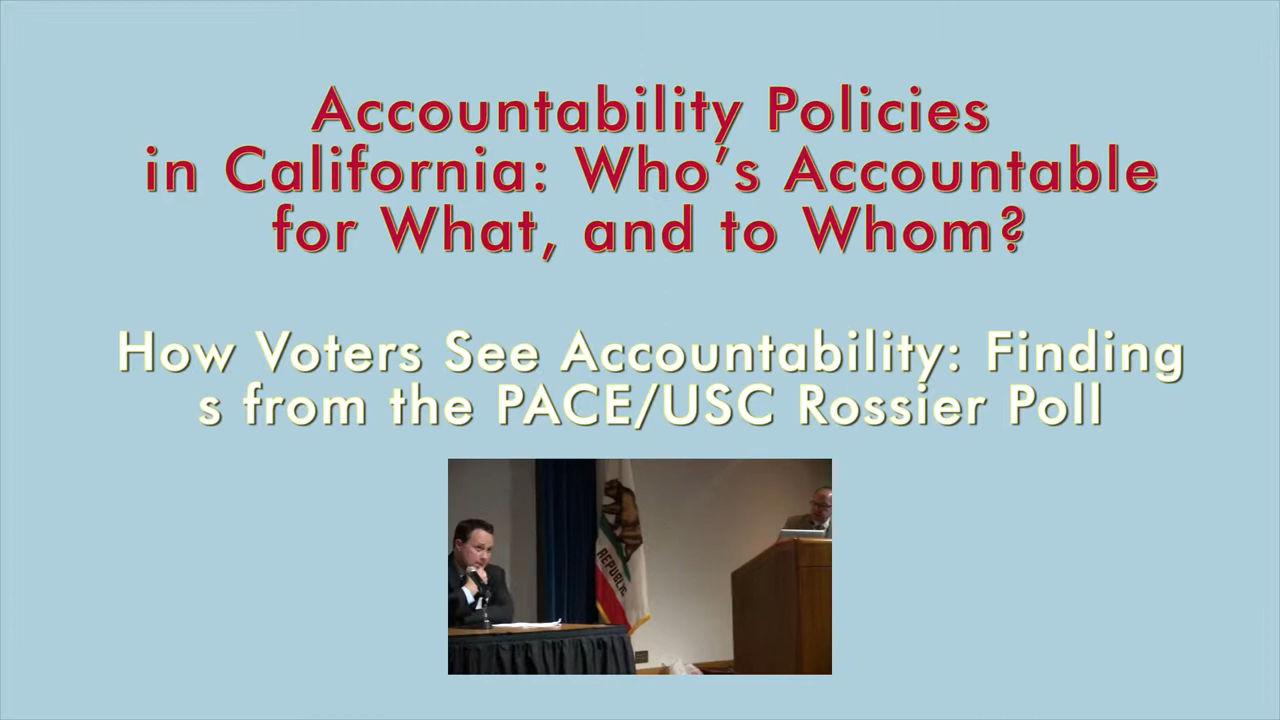 Accountability Policies
in California: Who’s Accountable
for What, and to Whom?
How Voters See Accountability: Finding
s from the PACE/USC Rossier Poll
REPUBLIC